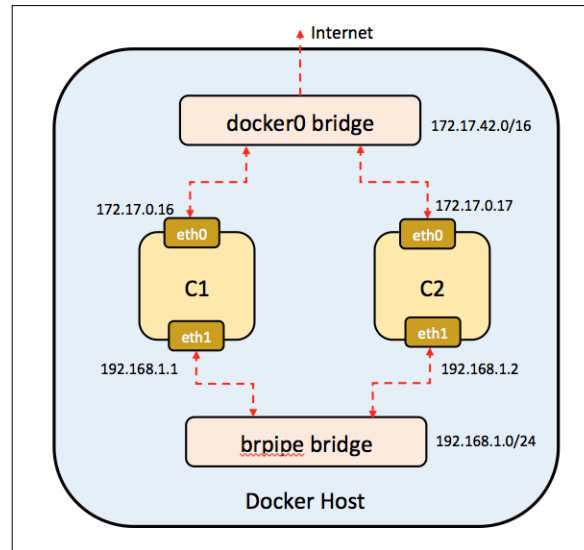 Internet
docker0 bridge
172.17.42.0/16
172.17.0.16
172.17.0.17
eth0
eth0
C1
C2
eth1
eth1
192.168.1.1
192.168.1.2
brpipe bridge
192.168.1.0/24
Docker Host